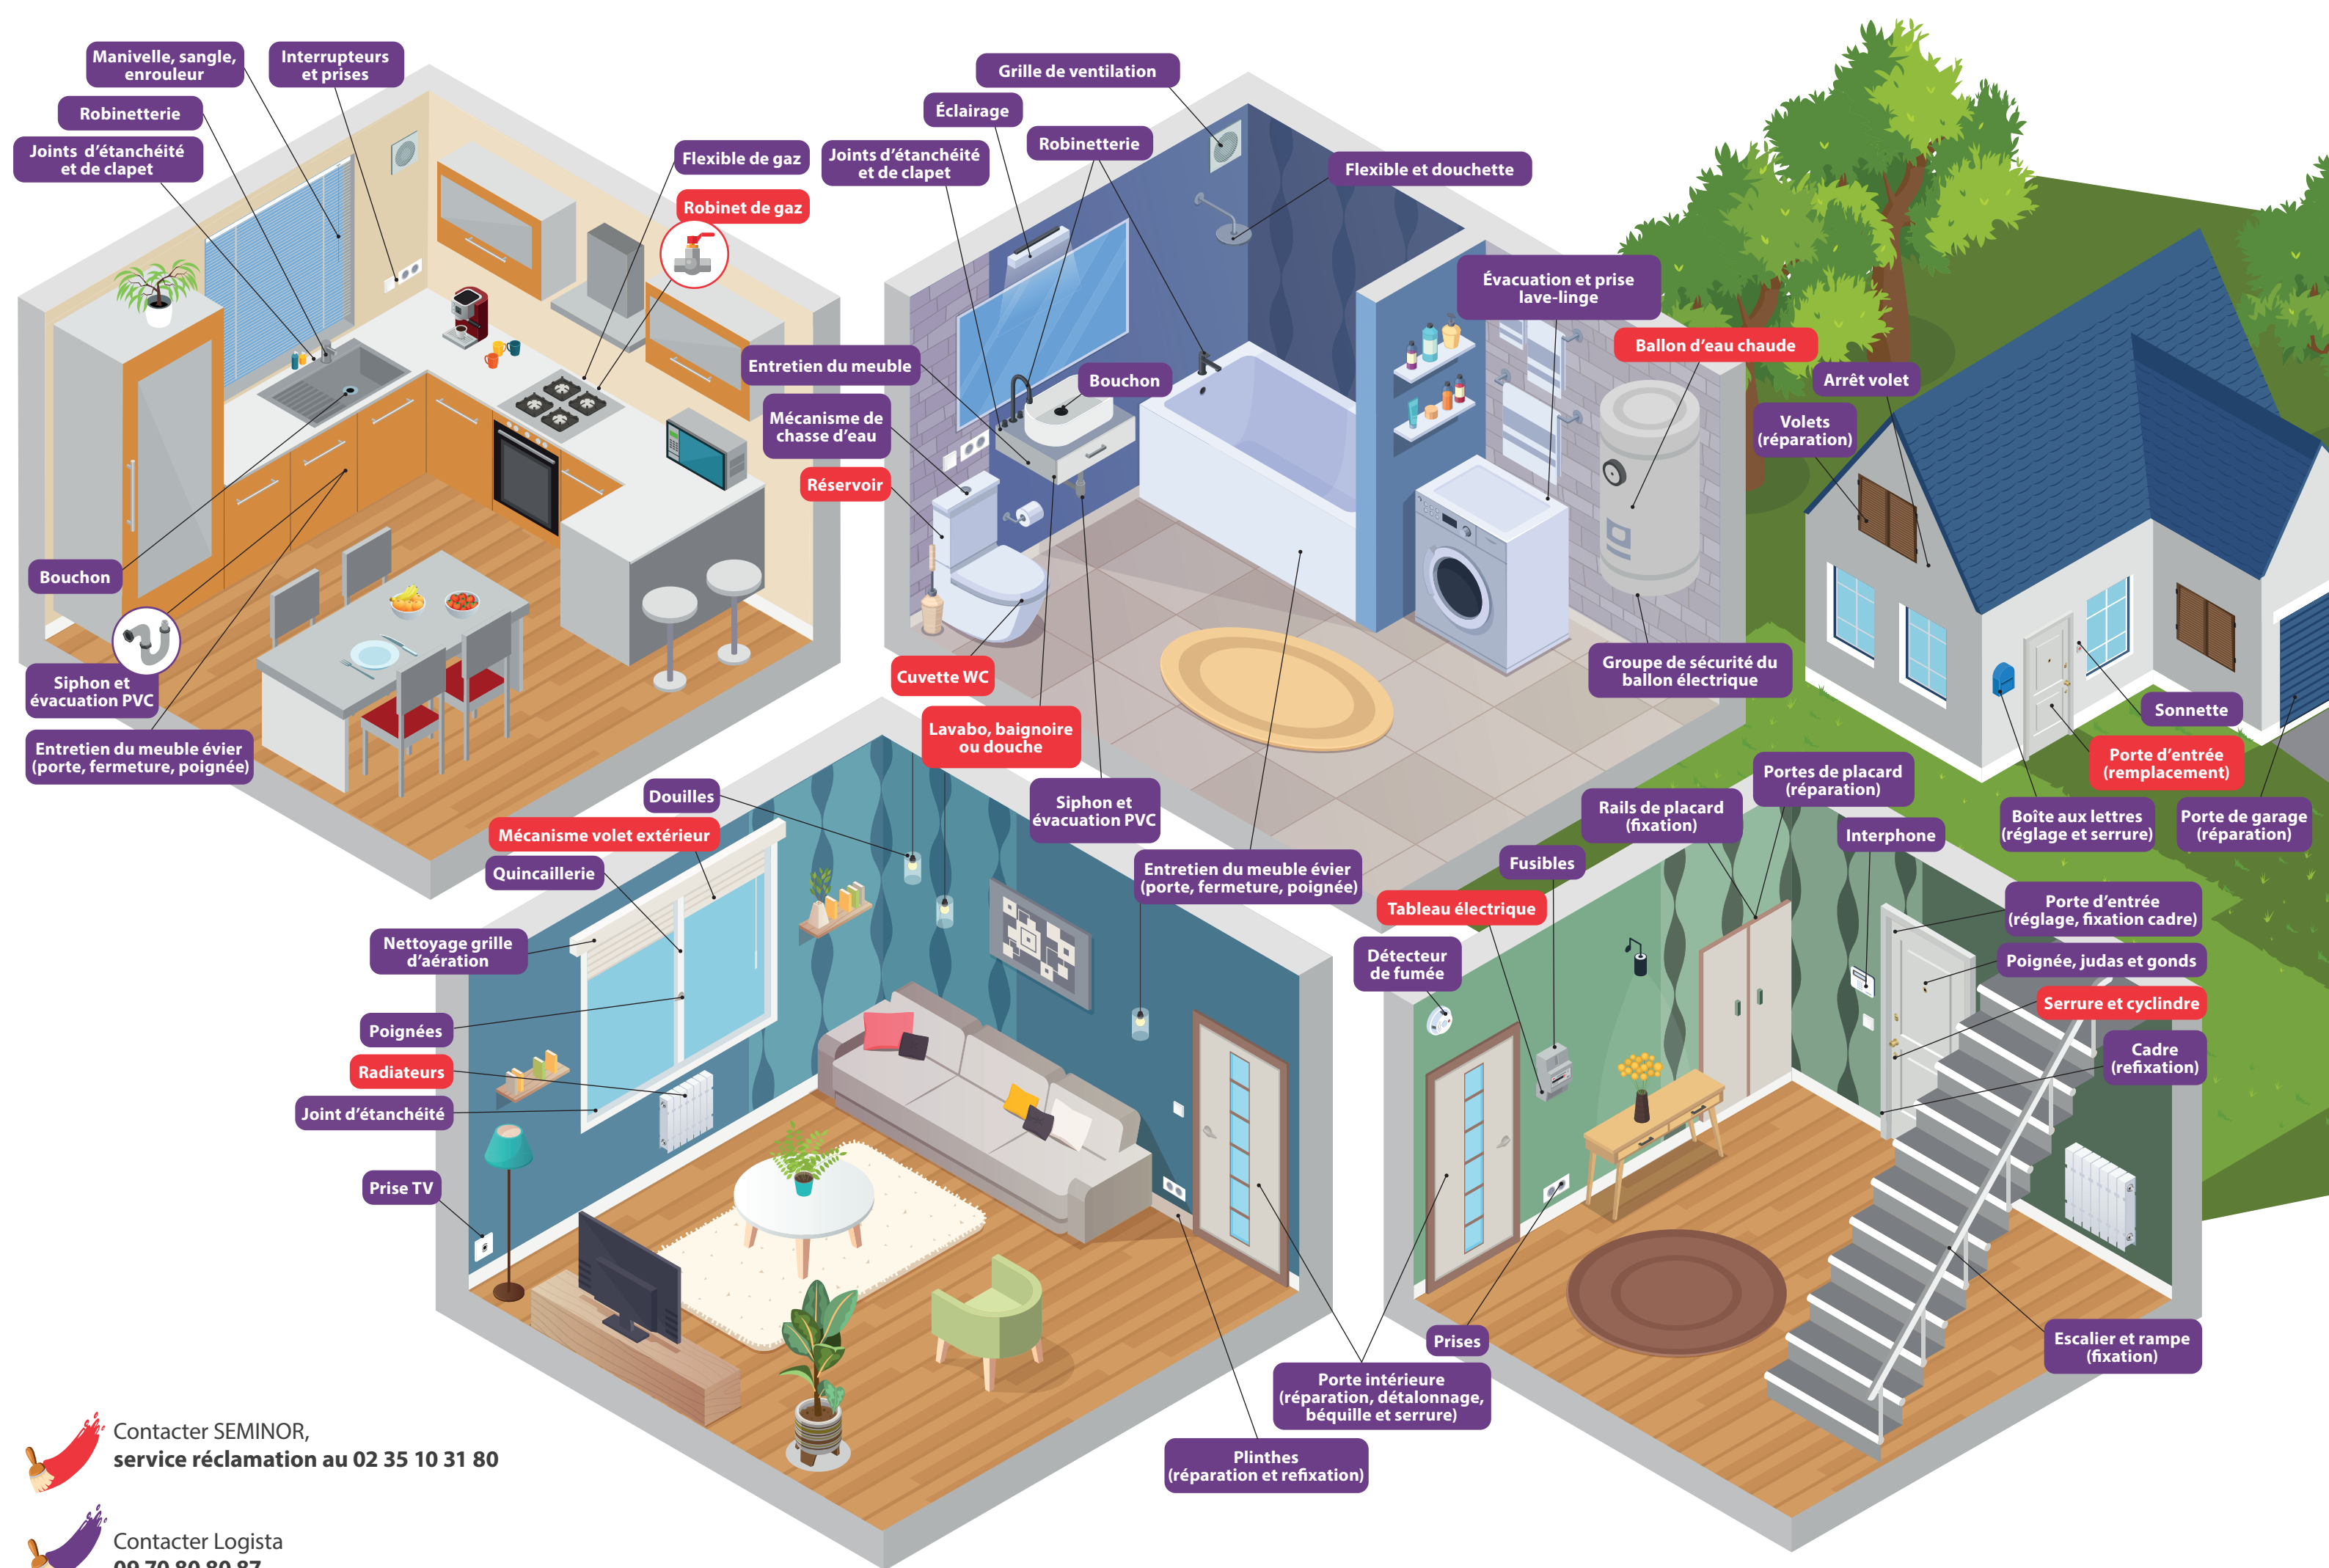 Manivelle, sangle,
enrouleur
Interrupteurs
et prises
Robinetterie
Joints d'étanchéité
et de clapet
Flexible de gaz
Robinet de gaz
Bouchon
Siphon et
évacuation PVC
Entretien du meuble évier
(porte, fermeture, poignée)
Grille de ventilation
Éclairage
Robinetterie
Joints d'étanchéité
et de clapet
Flexible et douchette
Évacuation et prise
lave-linge
Ballon d'eau chaude
Entretien du meuble
Bouchon
Mécanisme de
chasse d'eau
Réservoir
Cuvette WC
Lavabo, baignoire
ou douche
Siphon et
évacuation PVC
Entretien du meuble évier
(porte, fermeture, poignée)
Groupe de sécurité du
ballon électrique
Arrêt volet
Volets
(réparation)
Sonnette
Porte d'entrée
(remplacement)
Boîte aux lettres
(réglage et serrure)
Porte de garage
(réparation)
Douilles
Mécanisme volet extérieur
Quincaillerie
Nettoyage grille
d'aération
Poignées
Radiateurs
Joint d'étanchéité
Prise TV
Plinthes
(réparation et refixation)
Porte intérieure
(réparation, détalonnage,
béquille et serrure)
Prises
Portes de placard
(réparation)
Rails de placard
(fixation)
Interphone
Fusibles
Tableau électrique
Détecteur
de fumée
Porte d'entrée
(réglage, fixation cadre)
Poignée, judas et gonds
Serrure et cyclindre
Cadre
(refixation)
Escalier et rampe
(fixation)
Contacter SEMINOR,
service réclamation au 02 35 10 31 80
Contacter Logista
09 70 80 80 87